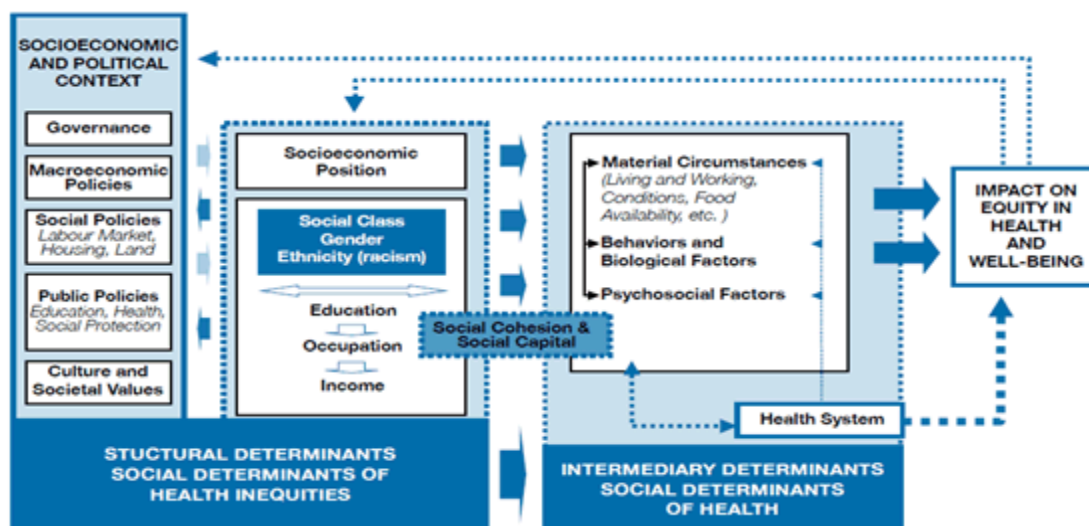 SOCIOECONOMIC
AND POLITICAL
CONTEXT
Governance
Macroeconomic
Policies
Social Policies
Labour Market,
Housing, Land
Public Policies
Education, Health,
Social Protection
Culture and
Societal Values
Socioeconomic
Position
Social Class
Gender
Ethnicity (racism)
Education
Occupation
Income
Social Cohesion &
Social Capital
Material Circumstances
(Living and Working,
Conditions, Food
Availability, etc. )
Behaviors and
Biological Factors
Psychosocial Factors
Health System
IMPACT ON
EQUITY IN
HEALTH
AND
WELL-BEING
STUCTURAL DETERMINANTS
SOCIAL DETERMINANTS OF
HEALTH INEQUITIES
INTERMEDIARY DETERMINANTS
SOCIAL DETERMINANTS
OF HEALTH